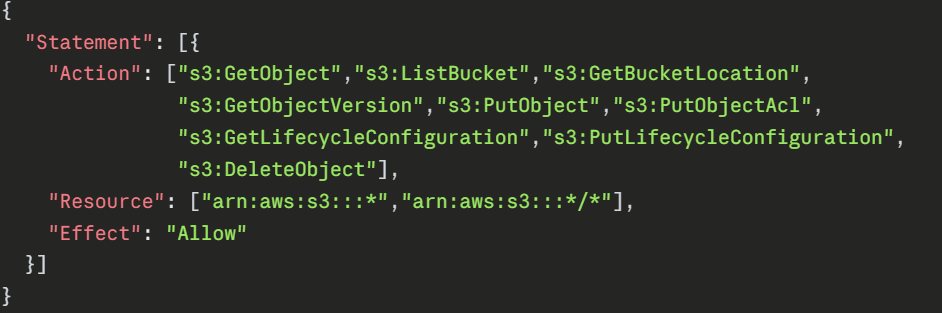 {
  "Statement": [{
    "Action": ["s3:GetObject","s3:ListBucket","s3:GetBucketLocation",
               "s3:GetObjectVersion","s3:PutObject","s3:PutObjectAcl",
               "s3:GetLifecycleConfiguration","s3:PutLifecycleConfiguration",
               "s3:DeleteObject"],
    "Resource": ["arn:aws:s3:::*","arn:aws:s3:::*/*"],
    "Effect": "Allow"
  }]
}